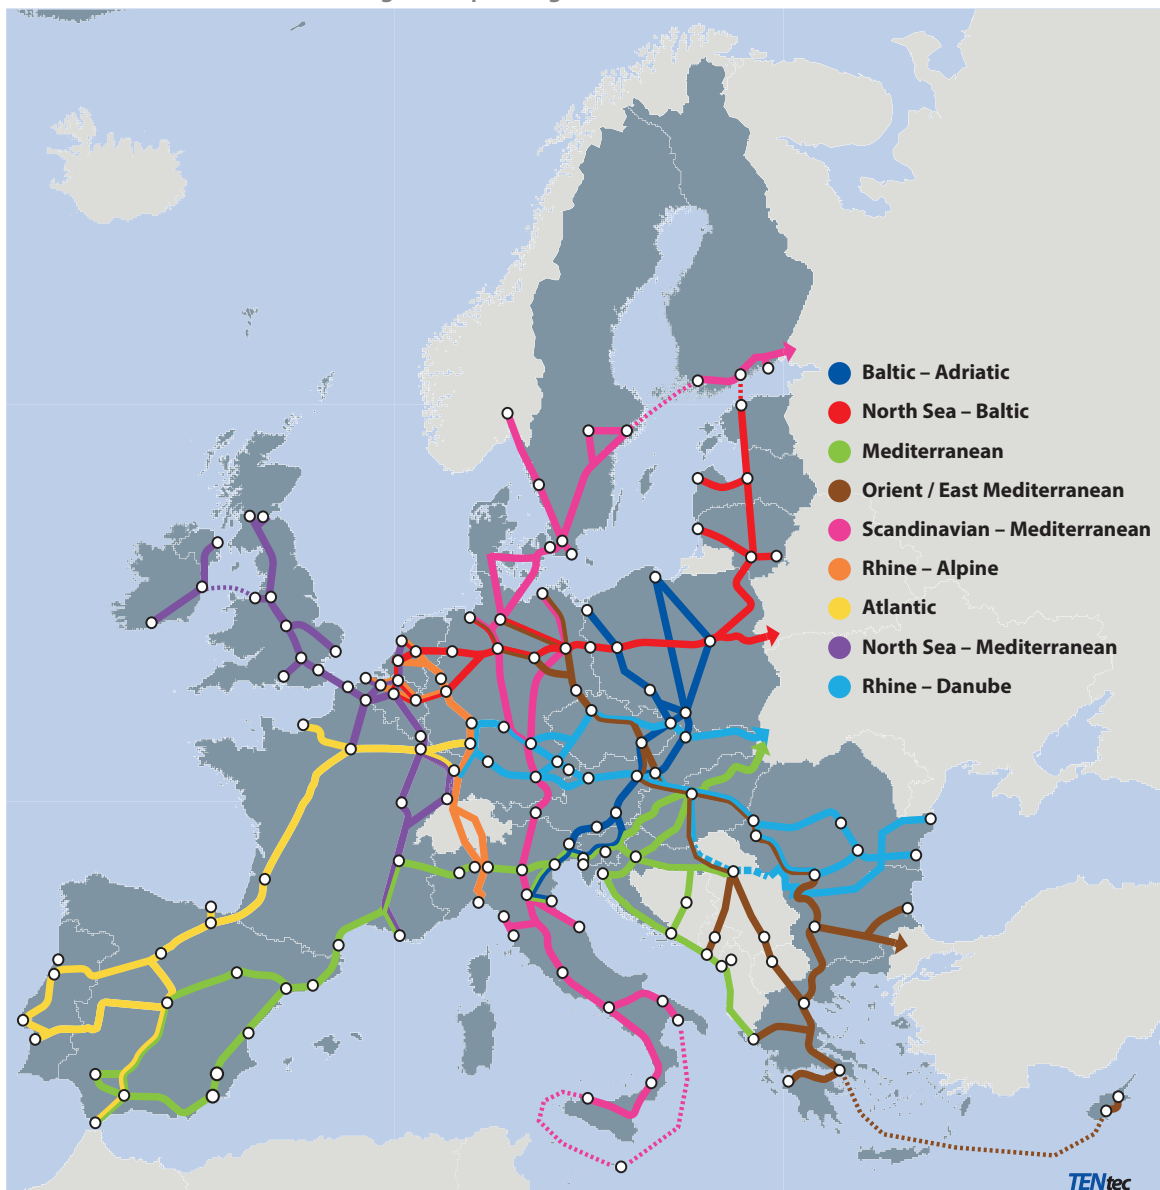 Baltic – Adriatic
North Sea – Baltic
Mediterranean
Orient / East Mediterranean
Scandinavian – Mediterranean
Rhine – Alpine
Atlantic
North Sea – Mediterranean
Rhine – Danube
TENtec